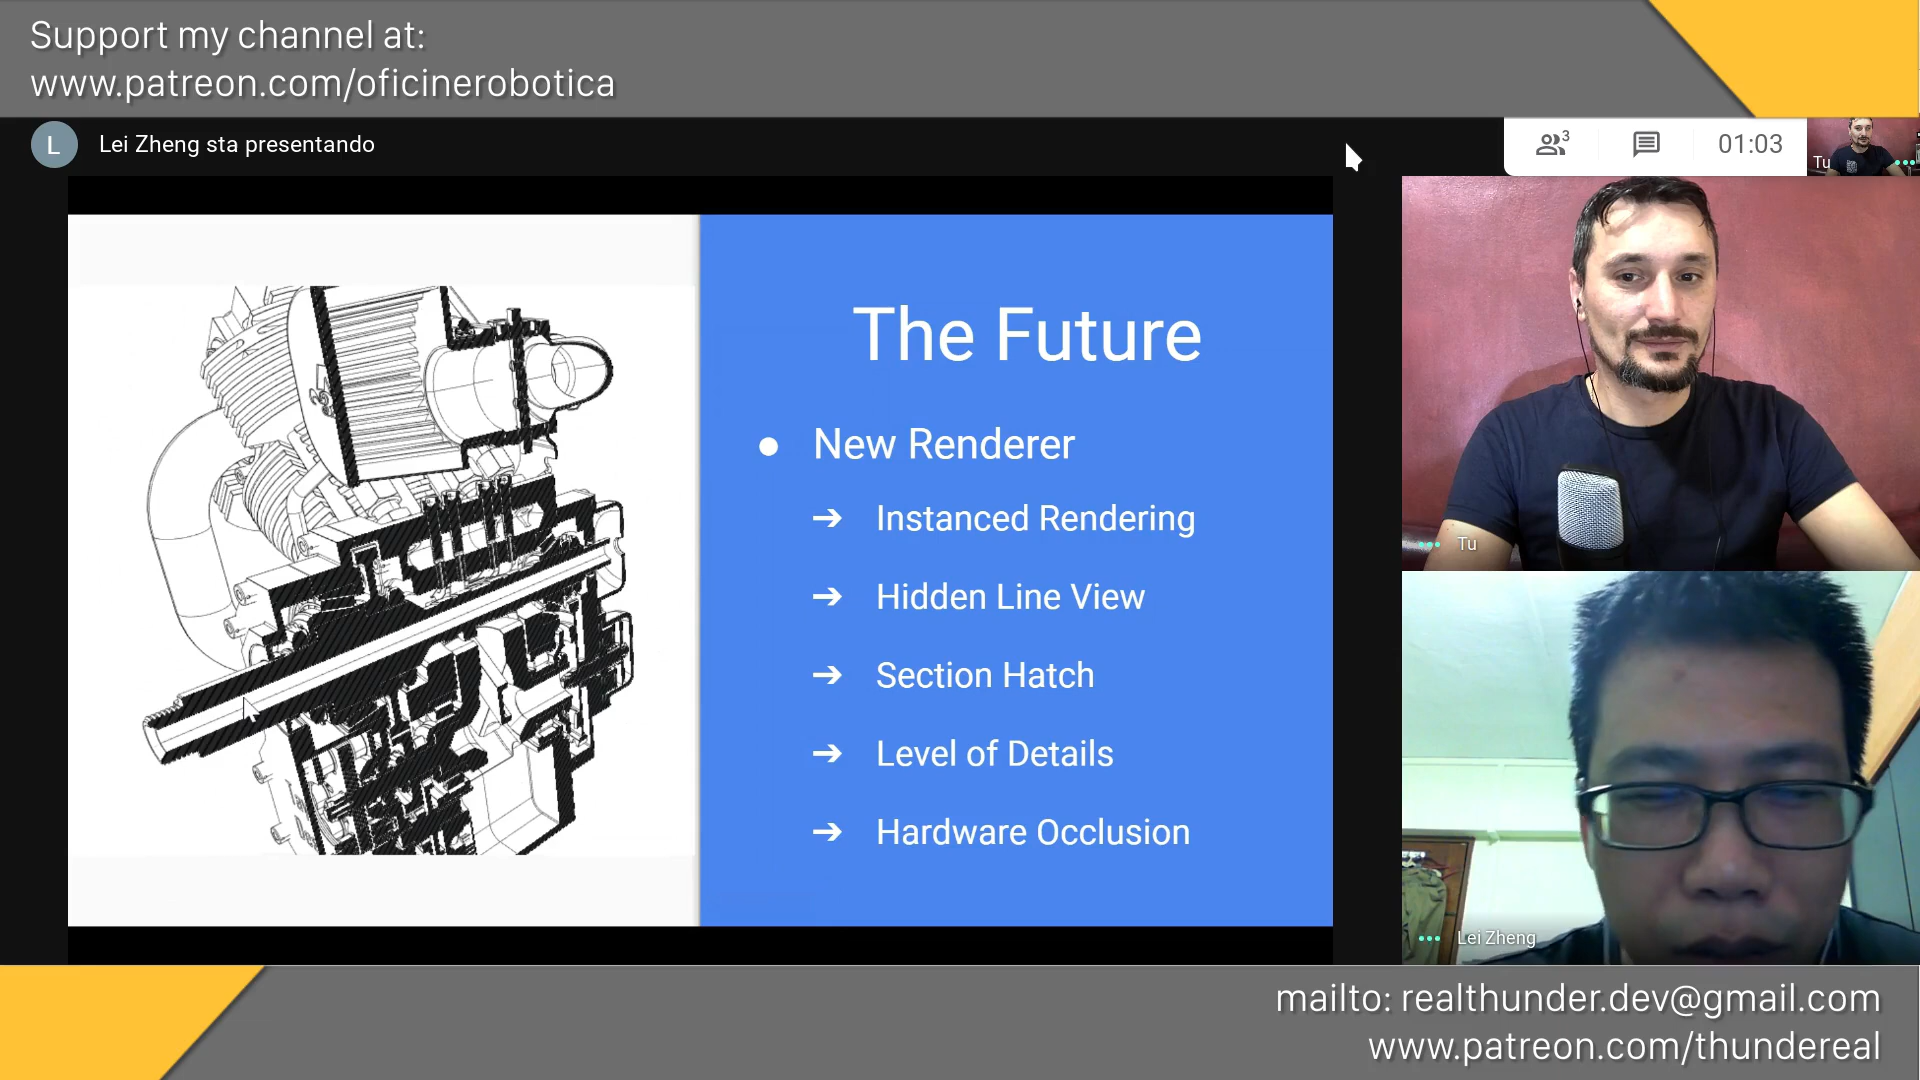 Support my channel at:
www.patreon.com/oficinerobotica
L
Lei Zheng sta presentando
3
01:03
Tu
The Future
● New Renderer
➔ Instanced Rendering
➔ Hidden Line View
➔ Section Hatch
➔ Level of Details
➔ Hardware Occlusion
Tu
Lei Zheng
mailto: realthunder.dev@gmail.com
www.patreon.com/thundereal